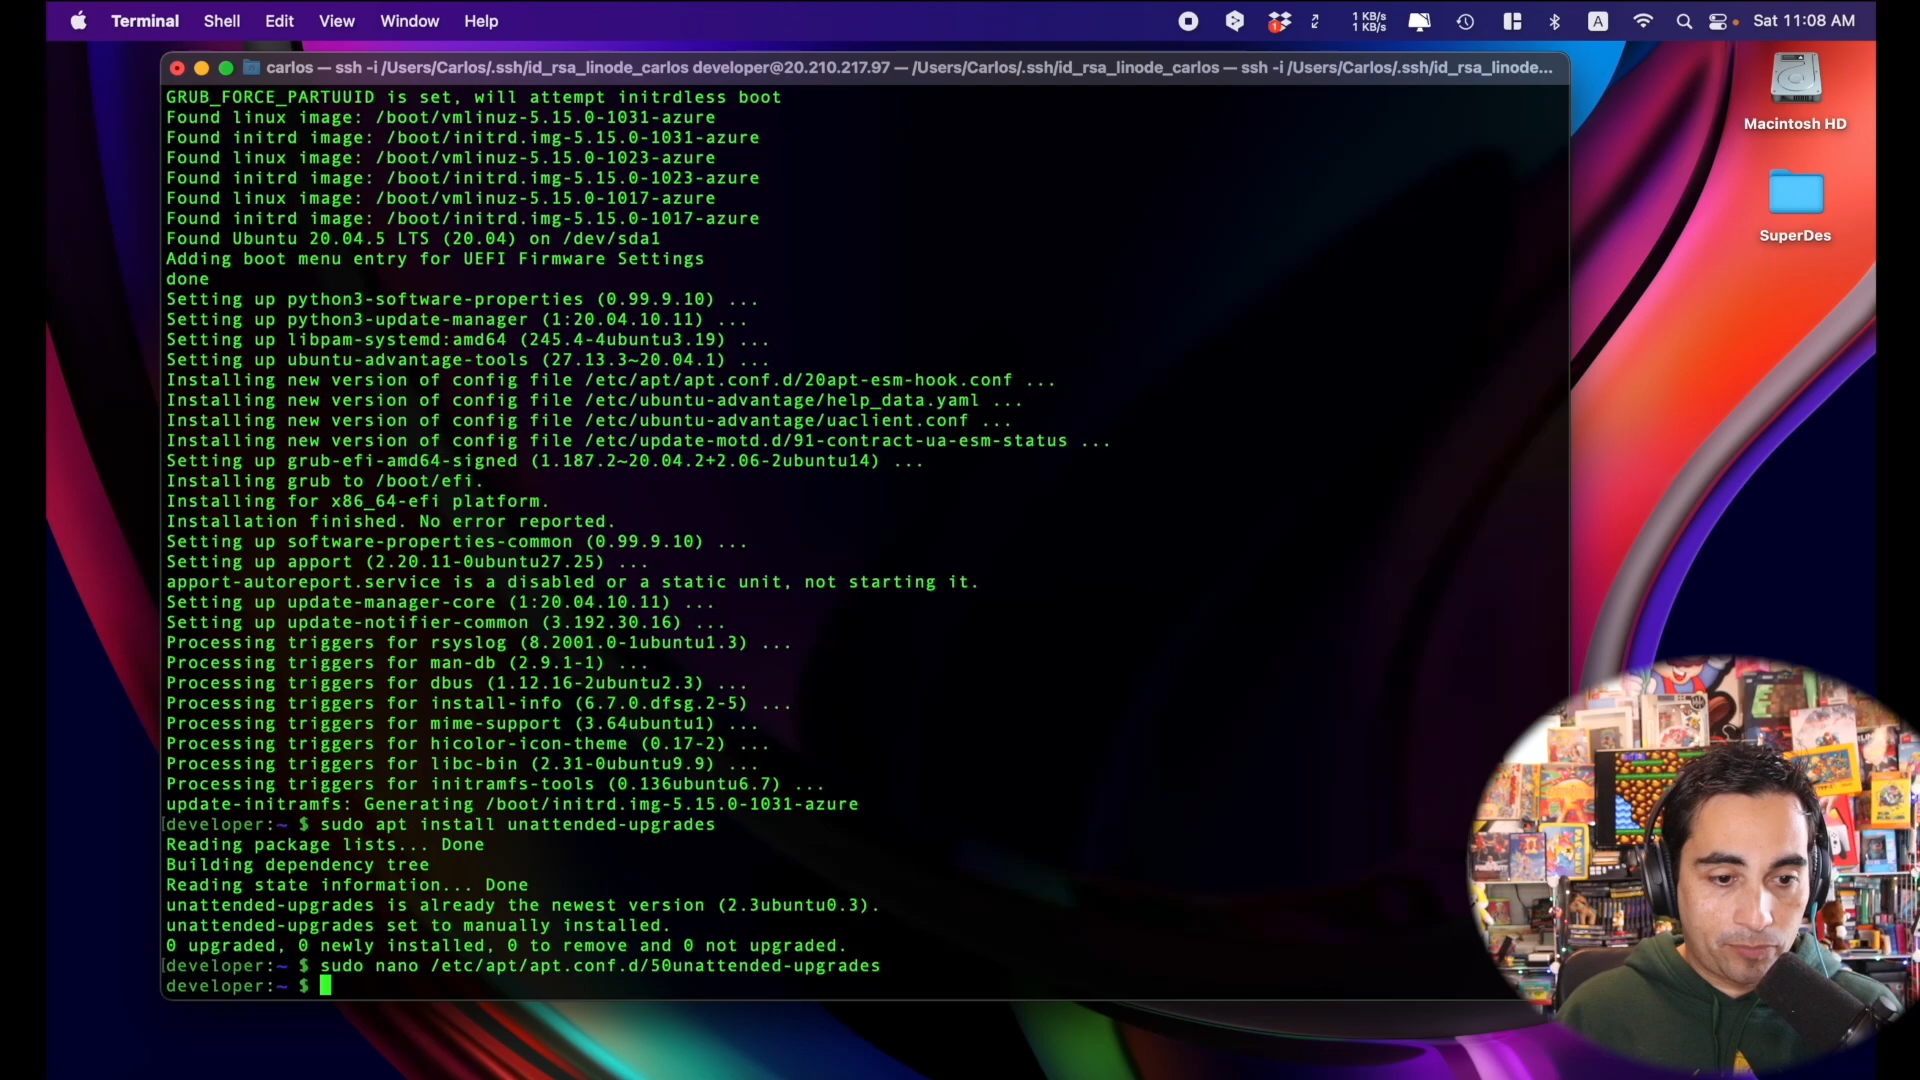 Terminal Shell Edit View Window Help
1 KB/s
1 KB/s
A
Sat 11:08 AM
1
carlos — ssh -i /Users/Carlos/.ssh/id_rsa_linode_carlos developer@20.210.217.97 — /Users/Carlos/.ssh/id_rsa_linode_carlos — ssh -i /Users/Carlos/.ssh/id_rsa_linode...
GRUB_FORCE_PARTUUID is set, will attempt initrdless boot
Found linux image: /boot/vmlinuz-5.15.0-1031-azure
Found initrd image: /boot/initrd.img-5.15.0-1031-azure
Found linux image: /boot/vmlinuz-5.15.0-1023-azure
Found initrd image: /boot/initrd.img-5.15.0-1023-azure
Found linux image: /boot/vmlinuz-5.15.0-1017-azure
Found initrd image: /boot/initrd.img-5.15.0-1017-azure
Found Ubuntu 20.04.5 LTS (20.04) on /dev/sda1
Adding boot menu entry for UEFI Firmware Settings
done
Setting up python3-software-properties (0.99.9.10) ...
Setting up python3-update-manager (1:20.04.10.11) ...
Setting up libpam-systemd:amd64 (245.4-4ubuntu3.19) ...
Setting up ubuntu-advantage-tools (27.13.3~20.04.1) ...
Installing new version of config file /etc/apt/apt.conf.d/20apt-esm-hook.conf ...
Installing new version of config file /etc/ubuntu-advantage/help_data.yaml ...
Installing new version of config file /etc/ubuntu-advantage/uaclient.conf ...
Installing new version of config file /etc/update-motd.d/91-contract-ua-esm-status ...
Setting up grub-efi-amd64-signed (1.187.2~20.04.2+2.06-2ubuntu14) ...
Installing grub to /boot/efi.
Installing for x86_64-efi platform.
Installation finished. No error reported.
Setting up software-properties-common (0.99.9.10) ...
Setting up apport (2.20.11-0ubuntu27.25) ...
apport-autoreport.service is a disabled or a static unit, not starting it.
Setting up update-manager-core (1:20.04.10.11) ...
Setting up update-notifier-common (3.192.30.16) ...
Processing triggers for rsyslog (8.2001.0-1ubuntu1.3) ...
Processing triggers for man-db (2.9.1-1) ...
Processing triggers for dbus (1.12.16-2ubuntu2.3) ...
Processing triggers for install-info (6.7.0.dfsg.2-5) ...
Processing triggers for mime-support (3.64ubuntu1) ...
Processing triggers for hicolor-icon-theme (0.17-2) ...
Processing triggers for libc-bin (2.31-0ubuntu9.9) ...
Processing triggers for initramfs-tools (0.136ubuntu6.7) ...
update-initramfs: Generating /boot/initrd.img-5.15.0-1031-azure
[developer:~ $ sudo apt install unattended-upgrades
Reading package lists... Done
Building dependency tree
Reading state information... Done
unattended-upgrades is already the newest version (2.3ubuntu0.3).
unattended-upgrades set to manually installed.
0 upgraded, 0 newly installed, 0 to remove and 0 not upgraded.
[developer:~ $ sudo nano /etc/apt/apt.conf.d/50unattended-upgrades
developer:~ $
Macintosh HD
SuperDes